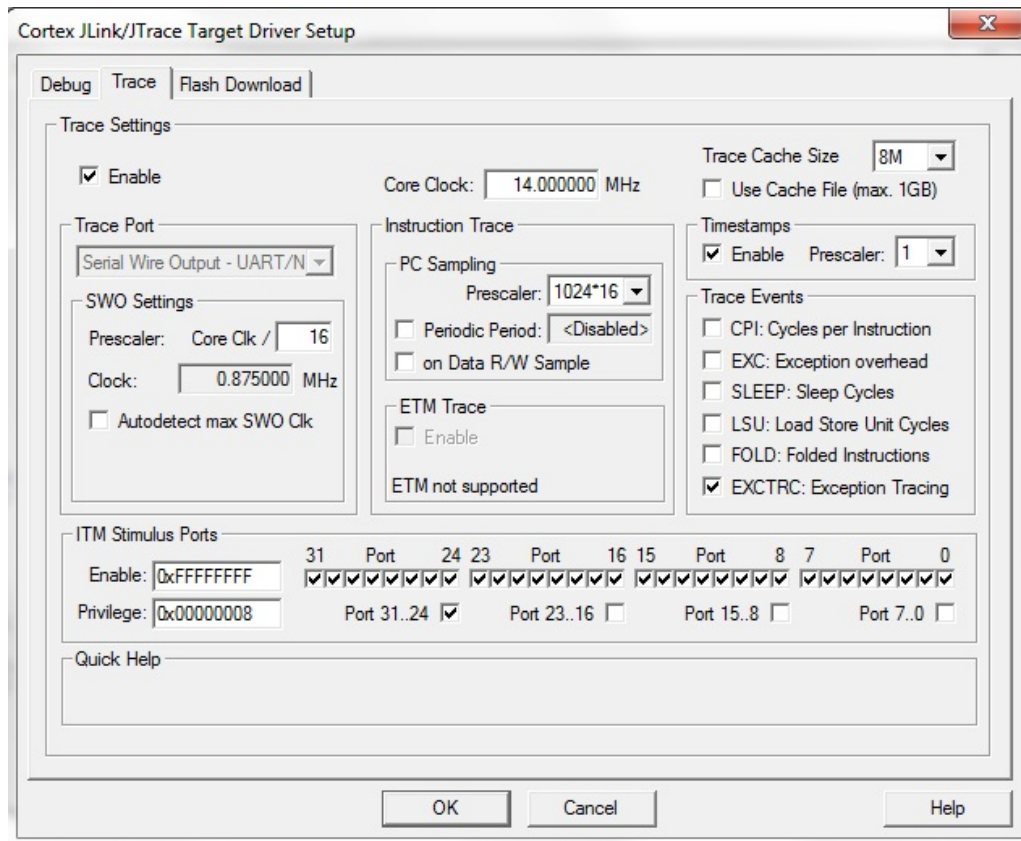 Cortex JLink/JTrace Target Driver Setup
Debug Trace Flash Download
Trace Settings
Enable
Core Clock: 14.000000 MHz
Trace Cache Size 8M
Use Cache File (max. 1GB)
Trace Port
Serial Wire Output - UART/N
SWO Settings
Prescaler: Core Clk / 16
Clock: 0.875000 MHz
Autodetect max SWO Clk
Instruction Trace
PC Sampling
Prescaler: 1024*16
Periodic Period: <Disabled>
on Data R/W Sample
ETM Trace
Enable
ETM not supported
Timestamps
Enable Prescaler: 1
Trace Events
CPI: Cycles per Instruction
EXC: Exception overhead
SLEEP: Sleep Cycles
LSU: Load Store Unit Cycles
FOLD: Folded Instructions
EXCTRC: Exception Tracing
ITM Stimulus Ports
31 Port 24 23 Port 16 15 Port 8 7 Port 0
Enable: 0xFFFFFFFF
Privilege: 0x00000008 Port 31..24 Port 23..16 Port 15..8 Port 7..0
Quick Help
OK Cancel Help